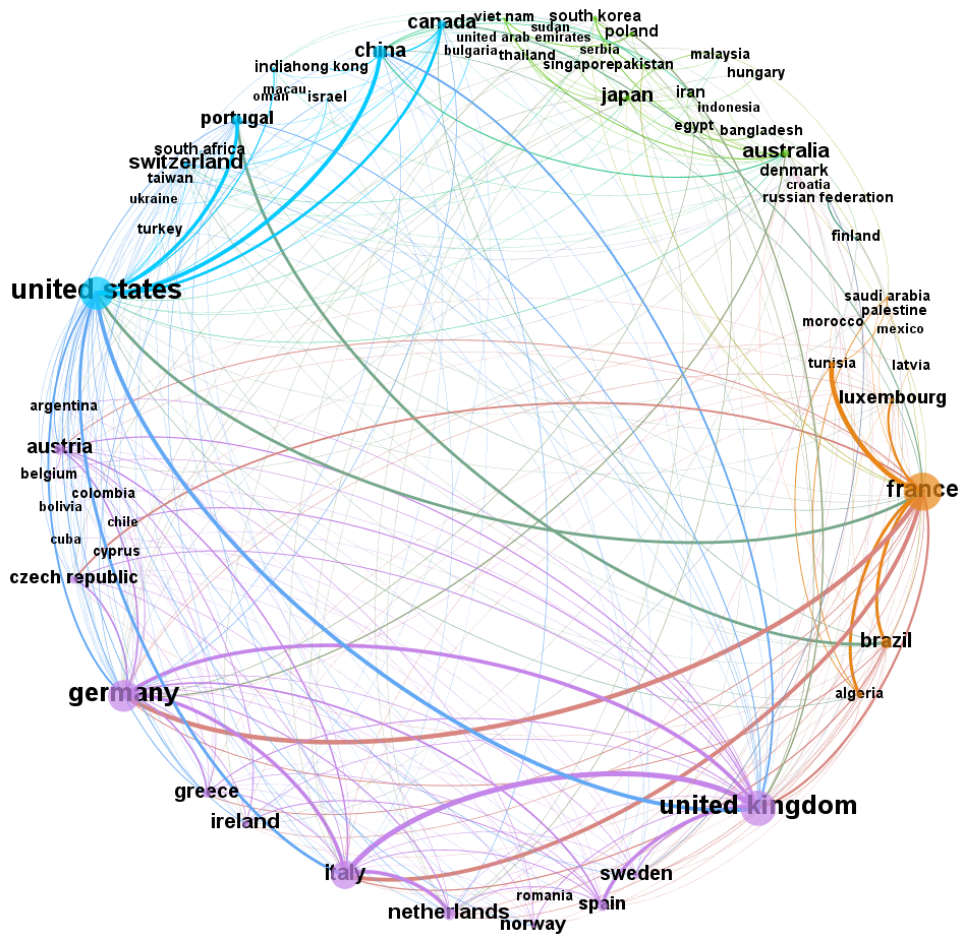 canada
viet nam
south korea
sudan
poland
united arab emirates
china
bulgaria
thailand
serbia
malaysia
singapore
pakistan
india
hong kong
hungary
macau
oman
israel
japan
iran
indonesia
portugal
egypt
bangladesh
south africa
australia
switzerland
denmark
taiwan
croatia
ukraine
russian federation
turkey
finland
united states
saudi arabia
palestine
morocco
mexico
tunisia
latvia
argentina
luxembourg
austria
belgium
france
colombia
bolivia
chile
cuba
cyprus
czech republic
brazil
germany
algeria
greece
united kingdom
ireland
italy
sweden
romania
netherlands
spain
norway